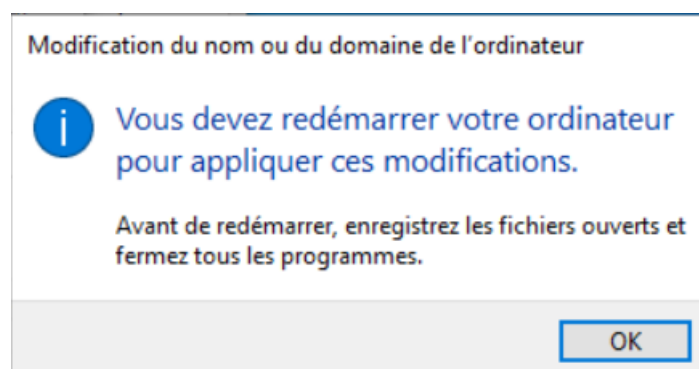 Modification du nom ou du domaine de l'ordinateur
Vous devez redémarrer votre ordinateur
pour appliquer ces modifications.
Avant de redémarrer, enregistrez les fichiers ouverts et
fermez tous les programmes.
OK